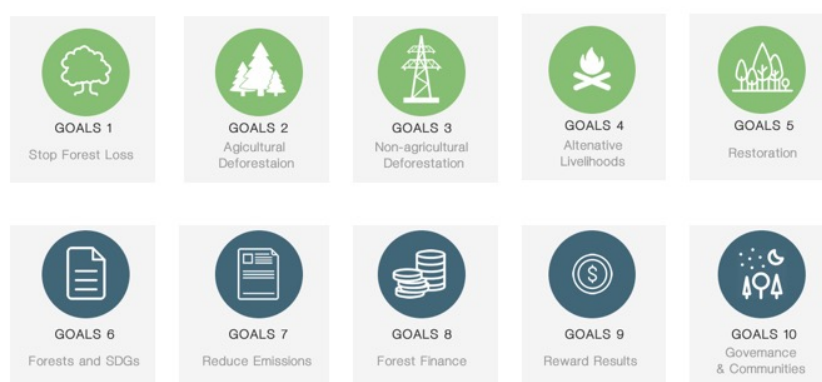 GOALS 1
Stop Forest Loss
GOALS 2
Agicultural
Deforestaion
GOALS 3
Non-agricultural
Deforestation
GOALS 4
Altenative
Livelihoods
GOALS 5
Restoration
GOALS 6
Forests and SDGs
GOALS 7
Reduce Emissions
GOALS 8
Forest Finance
$
GOALS 9
Reward Results
GOALS 10
Governance
& Communities